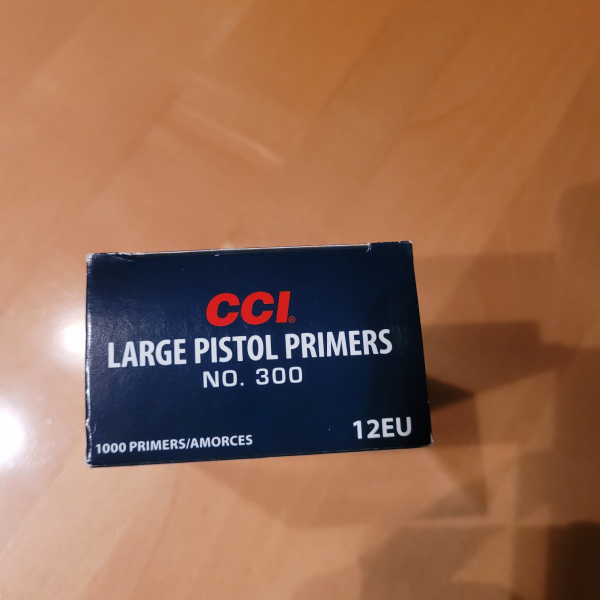 CCI®
LARGE PISTOL PRIMERS
NO. 300
1000 PRIMERS/AMORCES
12EU